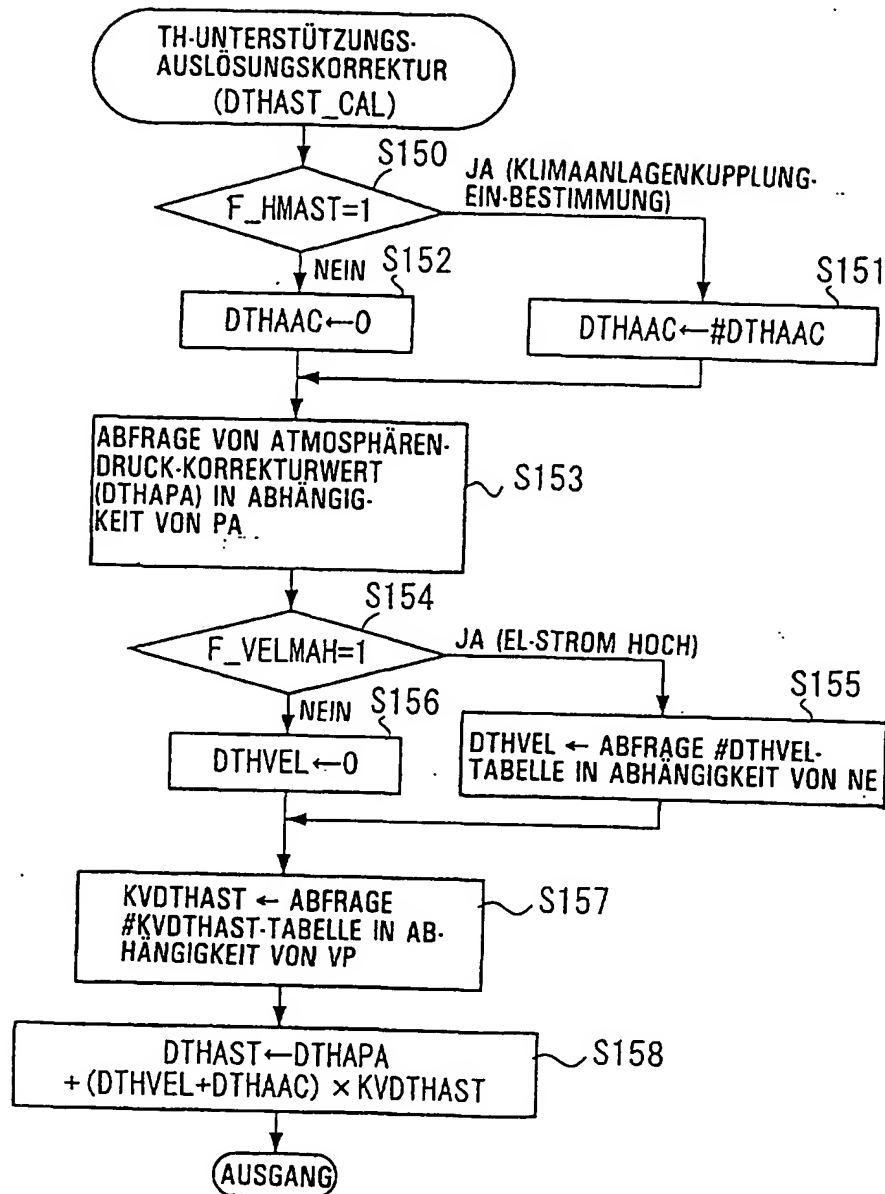 TH-UNTERSTÜTZUNGS-
AUSLÖSUNGSKORREKTUR
(DTHAST_CAL)
S150
JA (KLIMAANLAGENKUPPLUNG-
EIN-BESTIMMUNG)
F_HMAST=1
NEIN
S152
S151
DTHAAC←0
DTHAAC←#DTHAAC
ABFRAGE VON ATMOSPHÄREN-
DRUCK-KORREKTURWERT
(DTHAPA) IN ABHÄNGIG-
KEIT VON PA
S153
S154
F_VELMAH=1
JA (EL-STROM HOCH)
NEIN
S156
S155
DTHVEL←0
DTHVEL ← ABFRAGE #DTHVEL-
TABELLE IN ABHÄNGIGKEIT VON NE
KVDTHAST ← ABFRAGE
#KVDTHAST-TABELLE IN AB-
HÄNGIGKEIT VON VP
S157
DTHAST←DTHAPA
+(DTHVEL+DTHAAC) × KVDTHAST
S158
AUSGANG